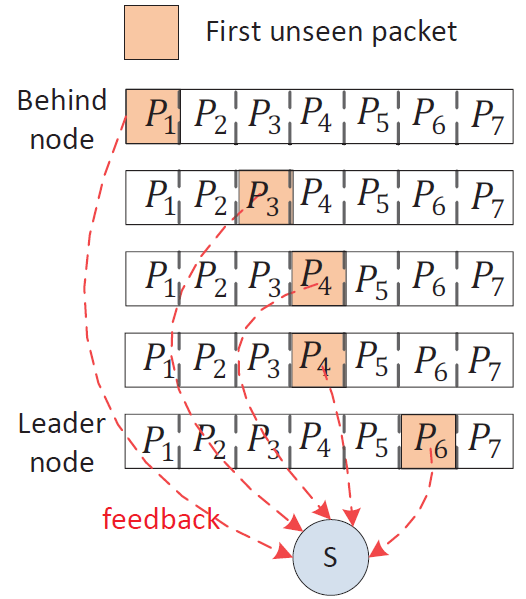 First unseen packet
Behind node
P1 P2 P3 P4 P5 P6 P7
P1 P2 P3 P4 P5 P6 P7
P1 P2 P3 P4 P5 P6 P7
P1 P2 P3 P4 P5 P6 P7
Leader node
P1 P2 P3 P4 P5 P6 P7
feedback
S